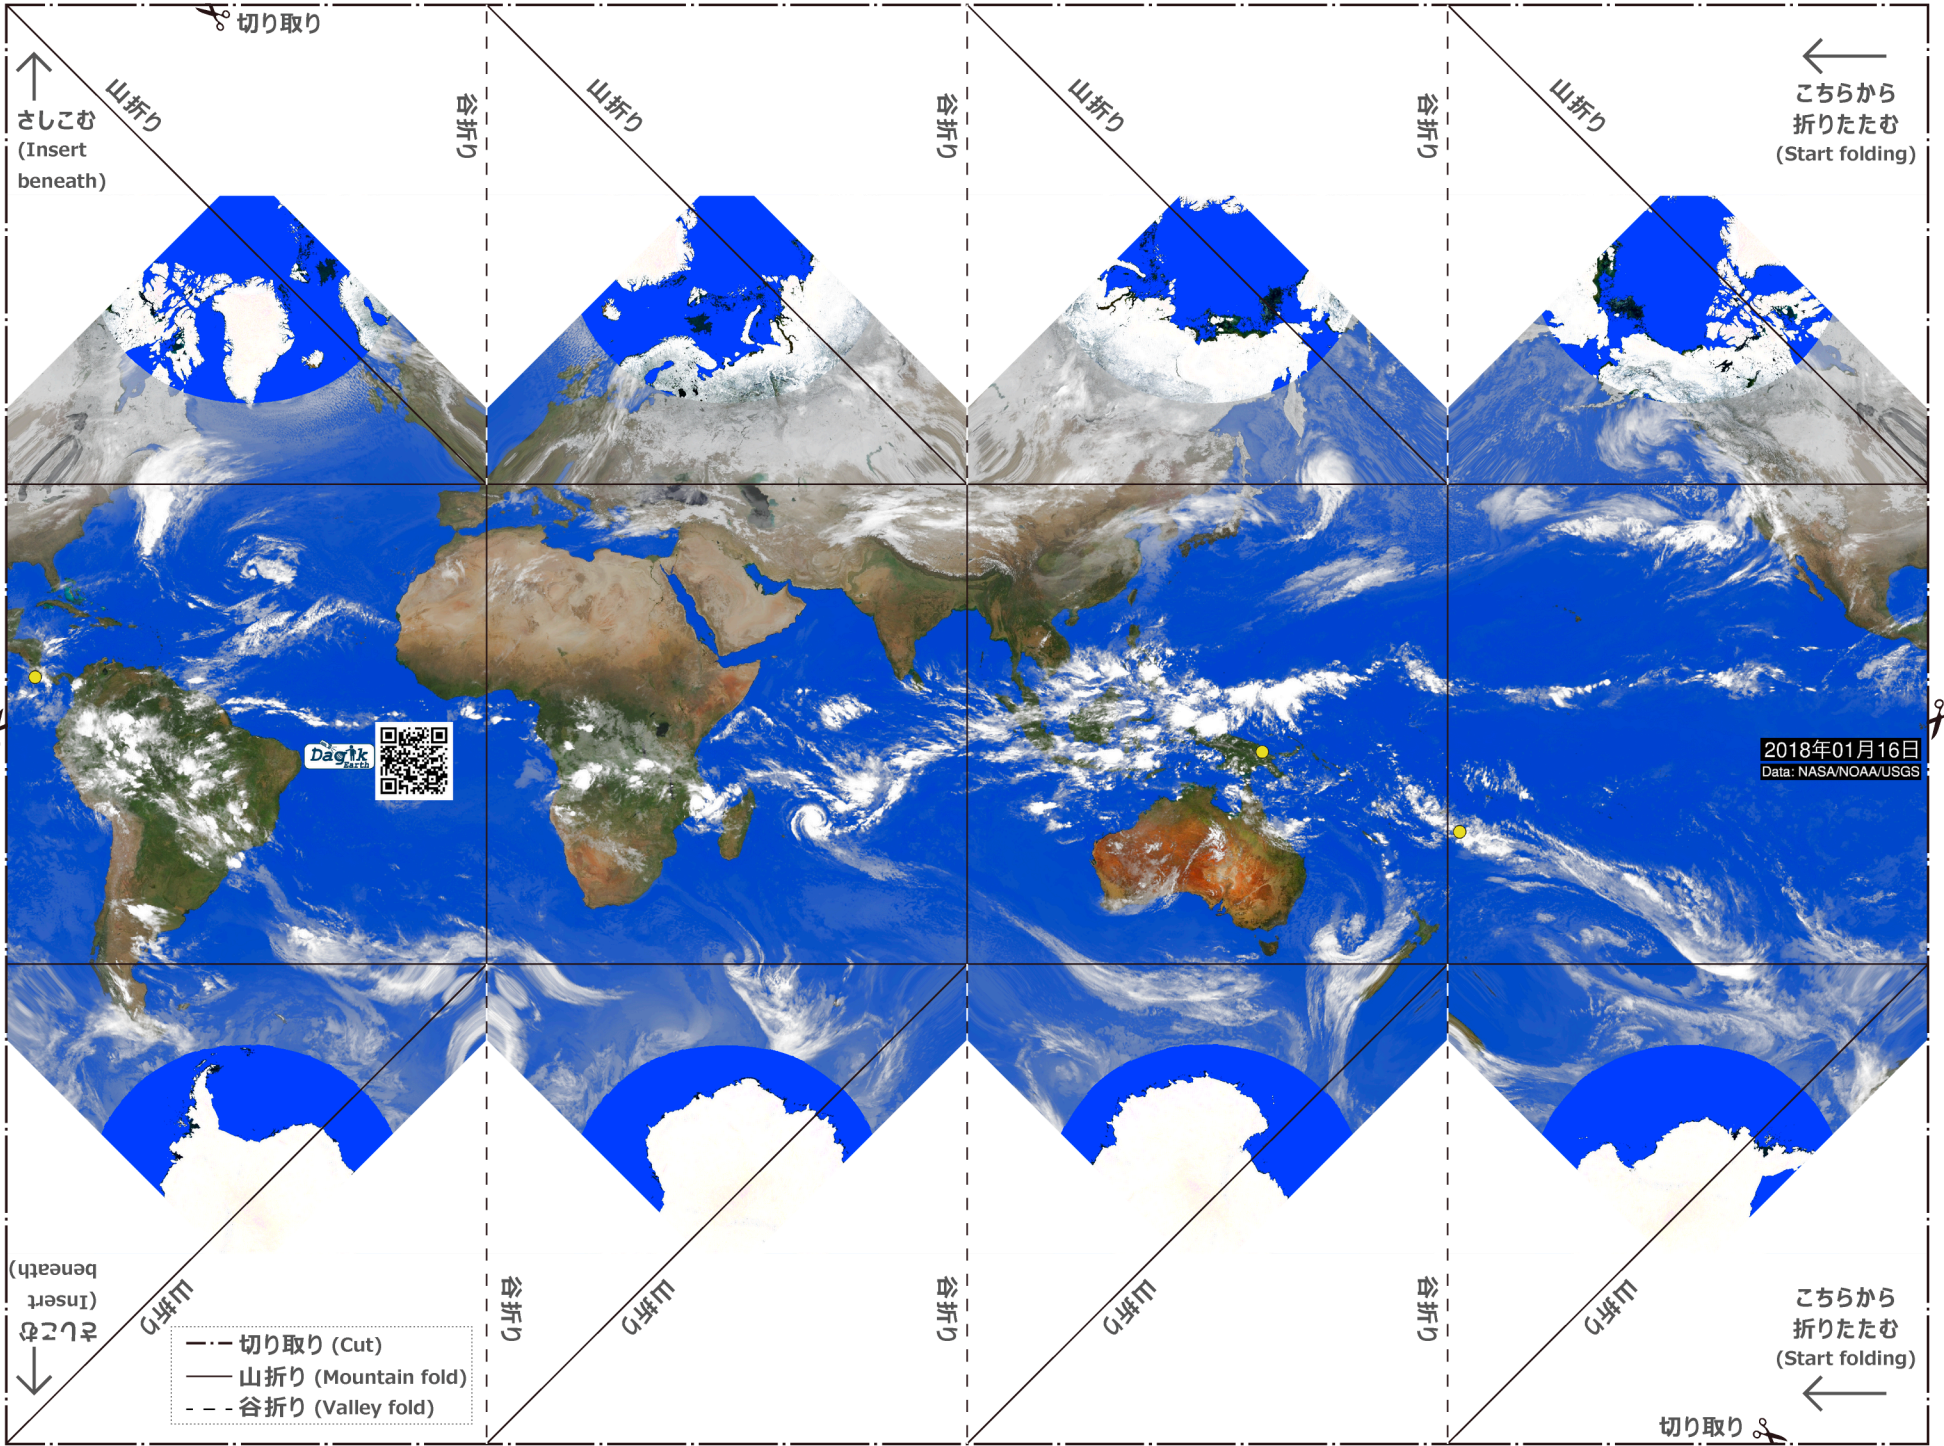 切り取り
山折り
谷折り
山折り
谷折り
山折り
谷折り
山折り
さしこむ
(Insert
beneath)
こちらから
折りたたむ
(Start folding)
Dagik
Earth
2018年01月16日
Data: NASA/NOAA/USGS
さしこむ
(Insert
beneath)
山折り
谷折り
山折り
谷折り
山折り
谷折り
山折り
こちらから
折りたたむ
(Start folding)
切り取り (Cut)
山折り (Mountain fold)
谷折り (Valley fold)
切り取り